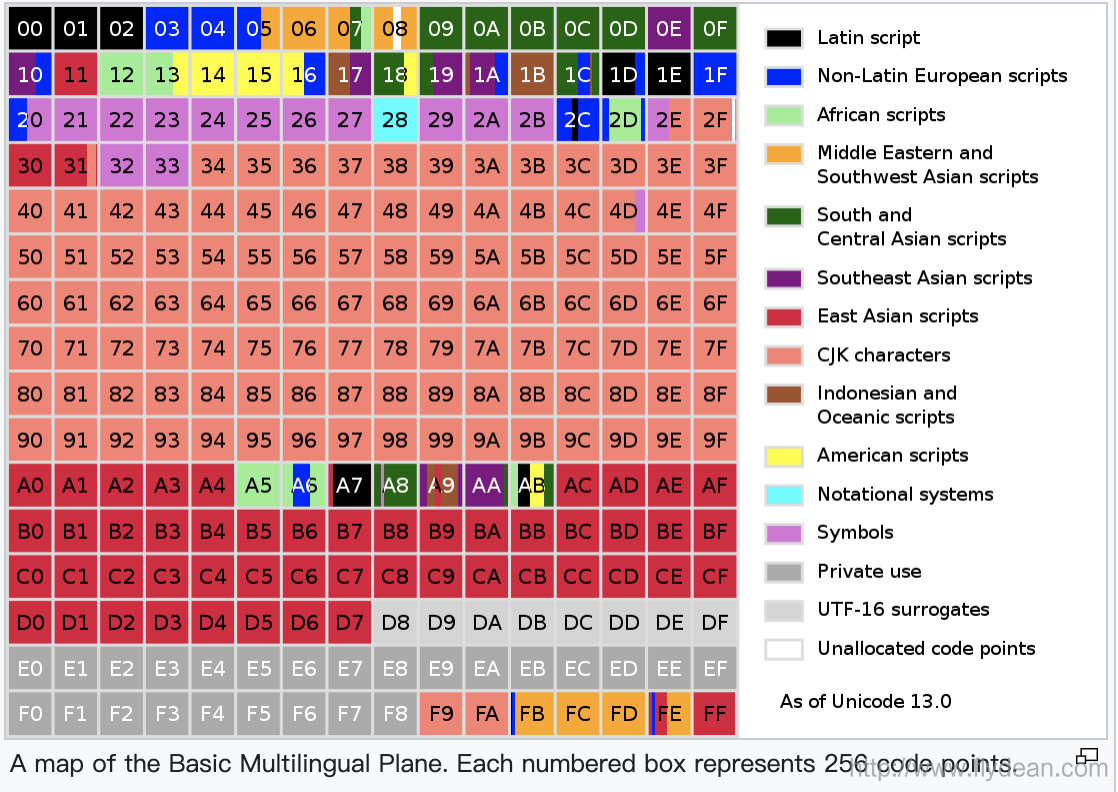 00 01 02 03 04 05 06 07 08 09 0A 0B 0C 0D 0E 0F
10 11 12 13 14 15 16 17 18 19 1A 1B 1C 1D 1E 1F
20 21 22 23 24 25 26 27 28 29 2A 2B 2C 2D 2E 2F
30 31 32 33 34 35 36 37 38 39 3A 3B 3C 3D 3E 3F
40 41 42 43 44 45 46 47 48 49 4A 4B 4C 4D 4E 4F
50 51 52 53 54 55 56 57 58 59 5A 5B 5C 5D 5E 5F
60 61 62 63 64 65 66 67 68 69 6A 6B 6C 6D 6E 6F
70 71 72 73 74 75 76 77 78 79 7A 7B 7C 7D 7E 7F
80 81 82 83 84 85 86 87 88 89 8A 8B 8C 8D 8E 8F
90 91 92 93 94 95 96 97 98 99 9A 9B 9C 9D 9E 9F
A0 A1 A2 A3 A4 A5 A6 A7 A8 A9 AA AB AC AD AE AF
B0 B1 B2 B3 B4 B5 B6 B7 B8 B9 BA BB BC BD BE BF
C0 C1 C2 C3 C4 C5 C6 C7 C8 C9 CA CB CC CD CE CF
D0 D1 D2 D3 D4 D5 D6 D7 D8 D9 DA DB DC DD DE DF
E0 E1 E2 E3 E4 E5 E6 E7 E8 E9 EA EB EC ED EE EF
F0 F1 F2 F3 F4 F5 F6 F7 F8 F9 FA FB FC FD FE FF
Latin script
Non-Latin European scripts
African scripts
Middle Eastern and
Southwest Asian scripts
South and
Central Asian scripts
Southeast Asian scripts
East Asian scripts
CJK characters
Indonesian and
Oceanic scripts
American scripts
Notational systems
Symbols
Private use
UTF-16 surrogates
Unallocated code points
As of Unicode 13.0
A map of the Basic Multilingual Plane. Each numbered box represents 256 code points.
http://www.flydean.com